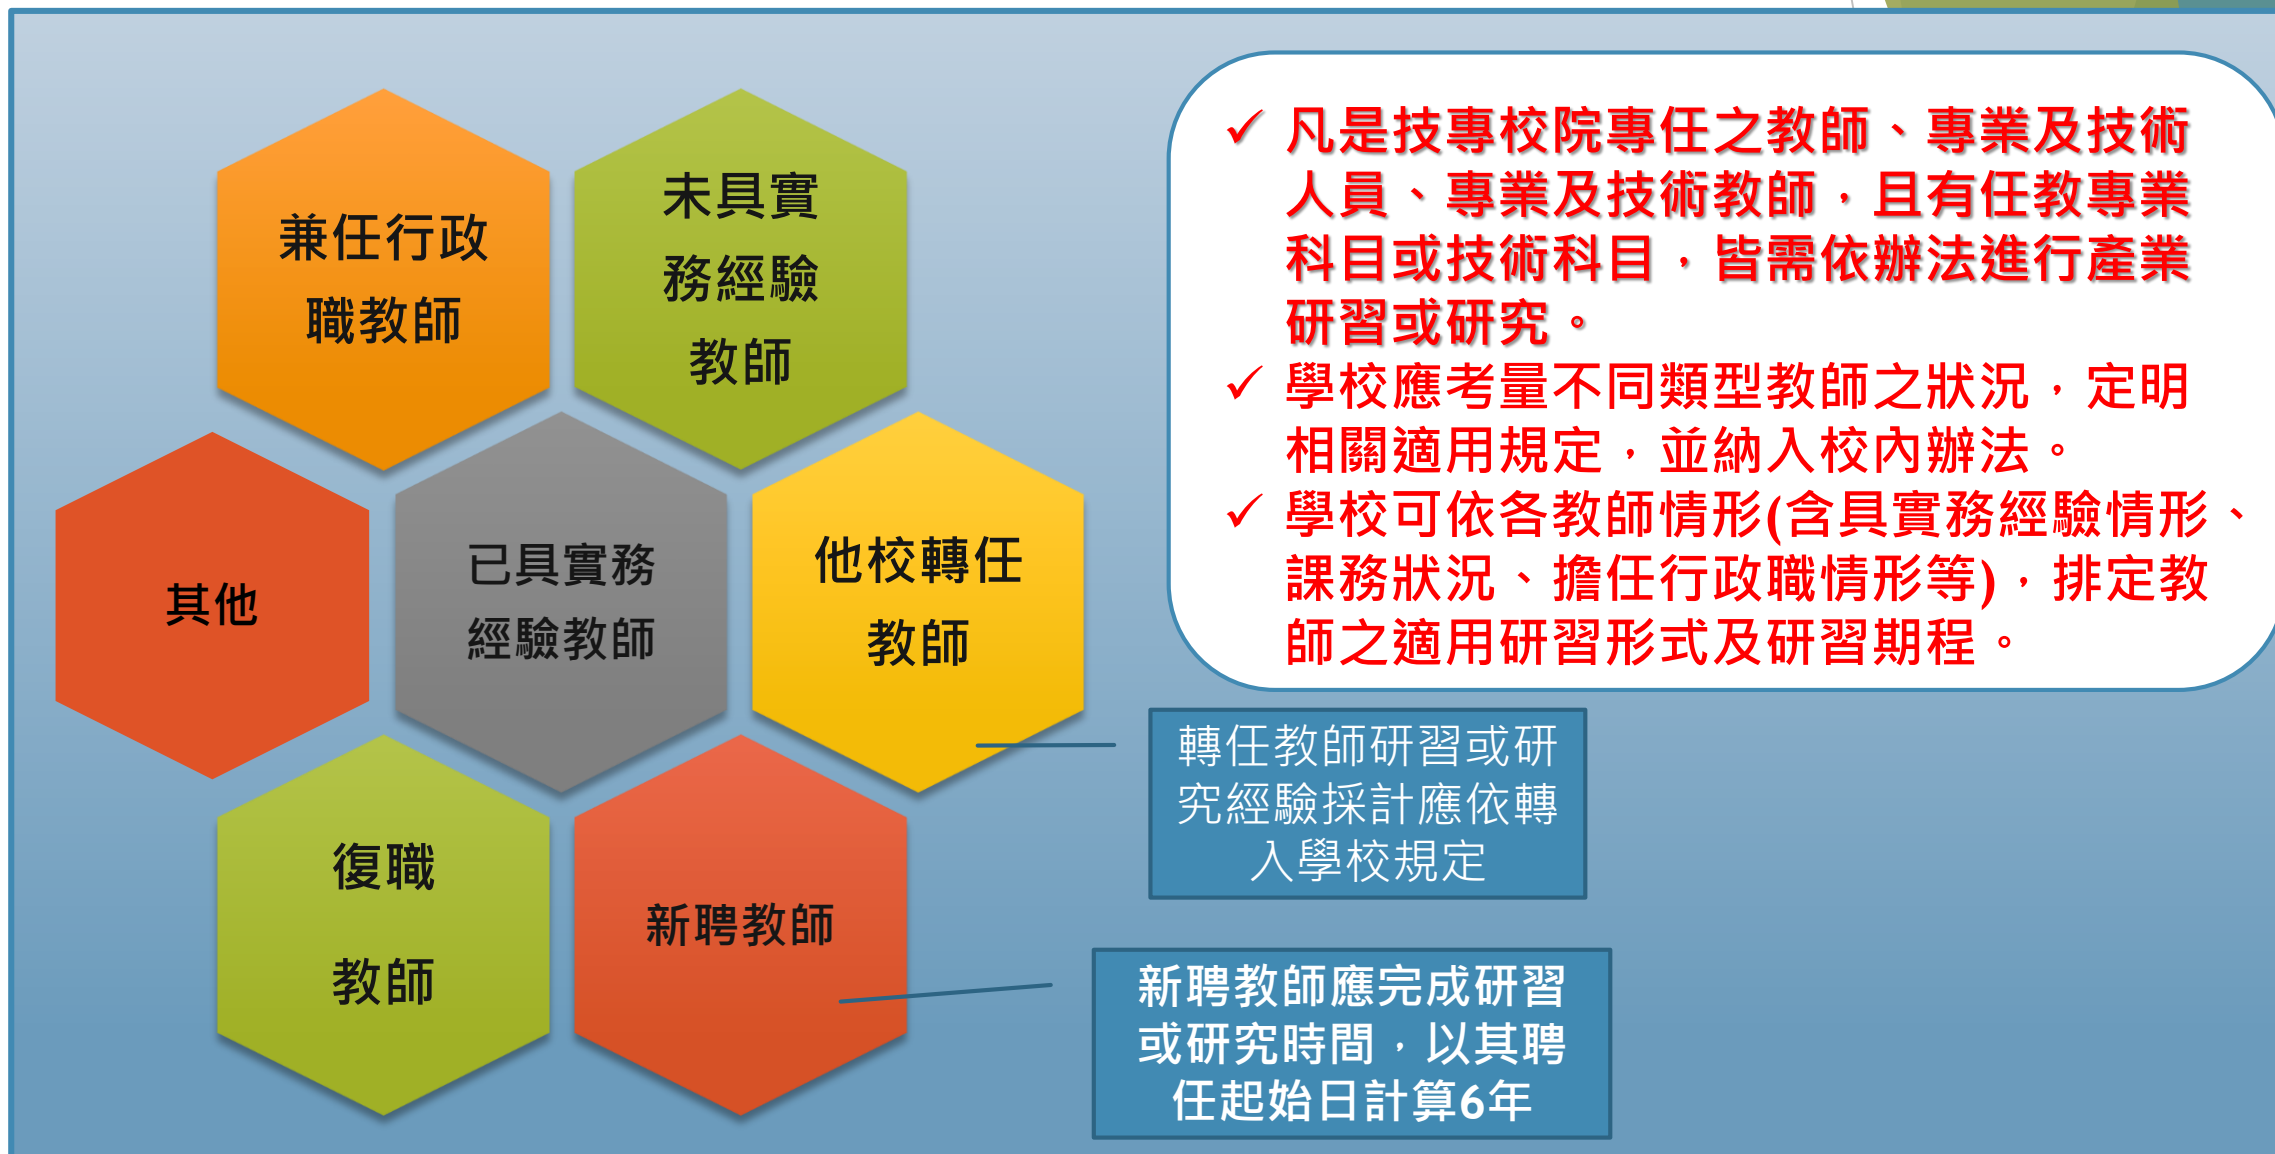 兼任行政
職教師
未具實
務經驗
教師
其他
已具實務
經驗教師
他校轉任
教師
復職
教師
新聘教師
✓ 凡是技專校院專任之教師、專業及技術
人員、專業及技術教師，且有任教專業
科目或技術科目，皆需依辦法進行產業
研習或研究。
✓ 學校應考量不同類型教師之狀況，定明
相關適用規定，並納入校內辦法。
✓ 學校可依各教師情形(含具實務經驗情形、
課務狀況、擔任行政職情形等)，排定教
師之適用研習形式及研習期程。
轉任教師研習或研
究經驗採計應依轉
入學校規定
新聘教師應完成研習
或研究時間，以其聘
任起始日計算6年